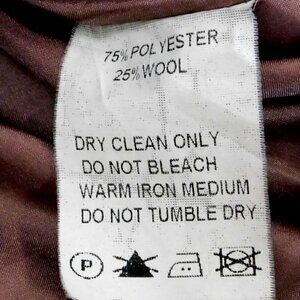 75% POLYESTER
25% WOOL
DRY CLEAN ONLY
DO NOT BLEACH
WARM IRON MEDIUM
DO NOT TUMBLE DRY
P